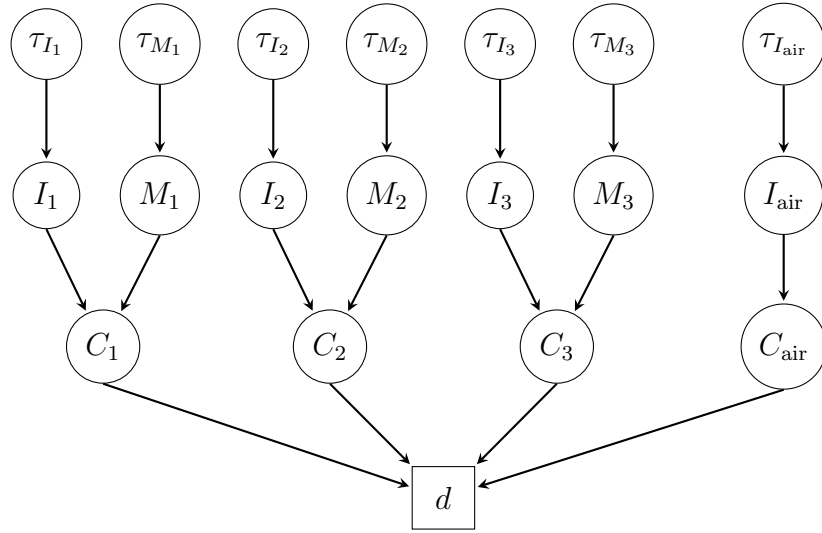 τ_{I_1} τ_{M_1} τ_{I_2} τ_{M_2} τ_{I_3} τ_{M_3} τ_{I_air}
I_1 M_1 I_2 M_2 I_3 M_3 I_air
C_1 C_2 C_3 C_air
d